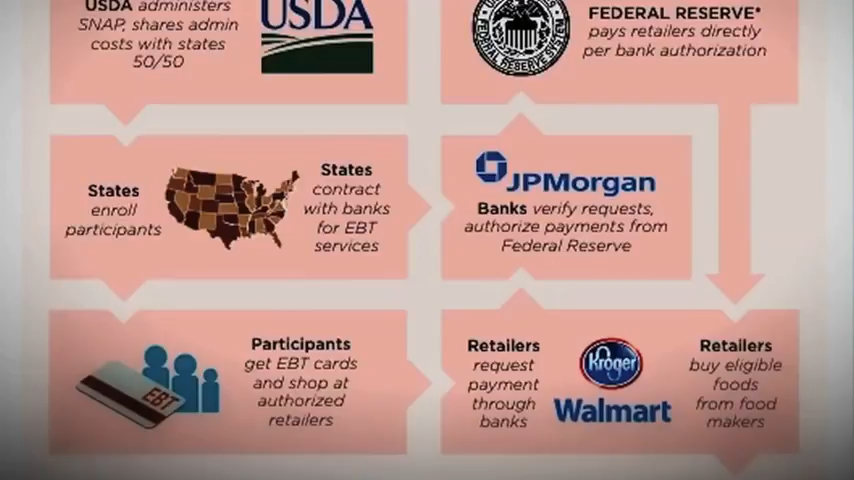 USDA administers
SNAP, shares admin
costs with states
50/50
USDA
FEDERAL RESERVE SYSTEM
FEDERAL RESERVE*
pays retailers directly
per bank authorization
States
enroll
participants
States
contract
with banks
for EBT
services
JPMorgan
Banks verify requests,
authorize payments from
Federal Reserve
EBT
Participants
get EBT cards
and shop at
authorized
retailers
Retailers
request
payment
through
banks
Kroger
Walmart
Retailers
buy eligible
foods
from food
makers